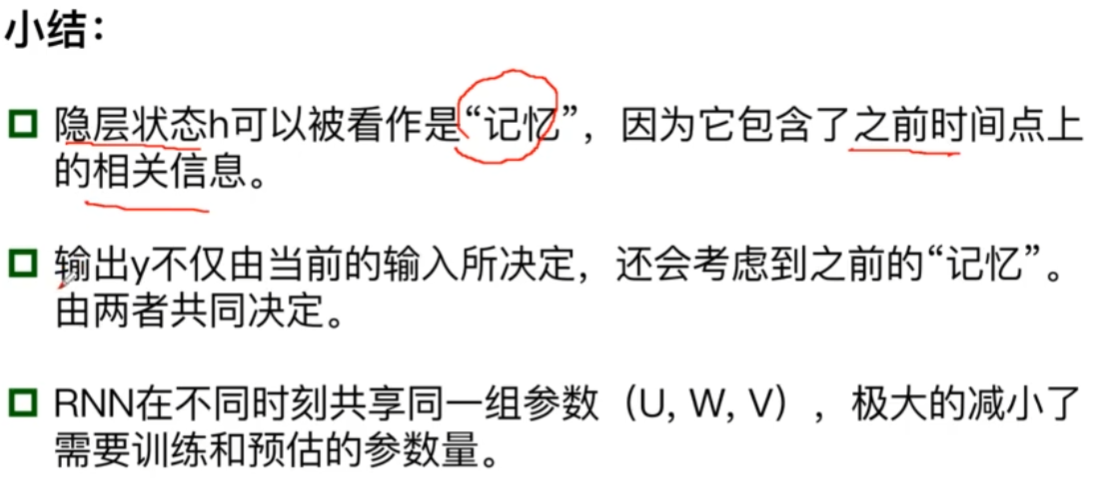 小结：
隐层状态h可以被看作是“记忆”，因为它包含了之前时间点上
的相关信息。
输出y不仅由当前的输入所决定，还会考虑到之前的“记忆”。
由两者共同决定。
RNN在不同时刻共享同一组参数（U, W, V），极大的减小了
需要训练和预估的参数量。